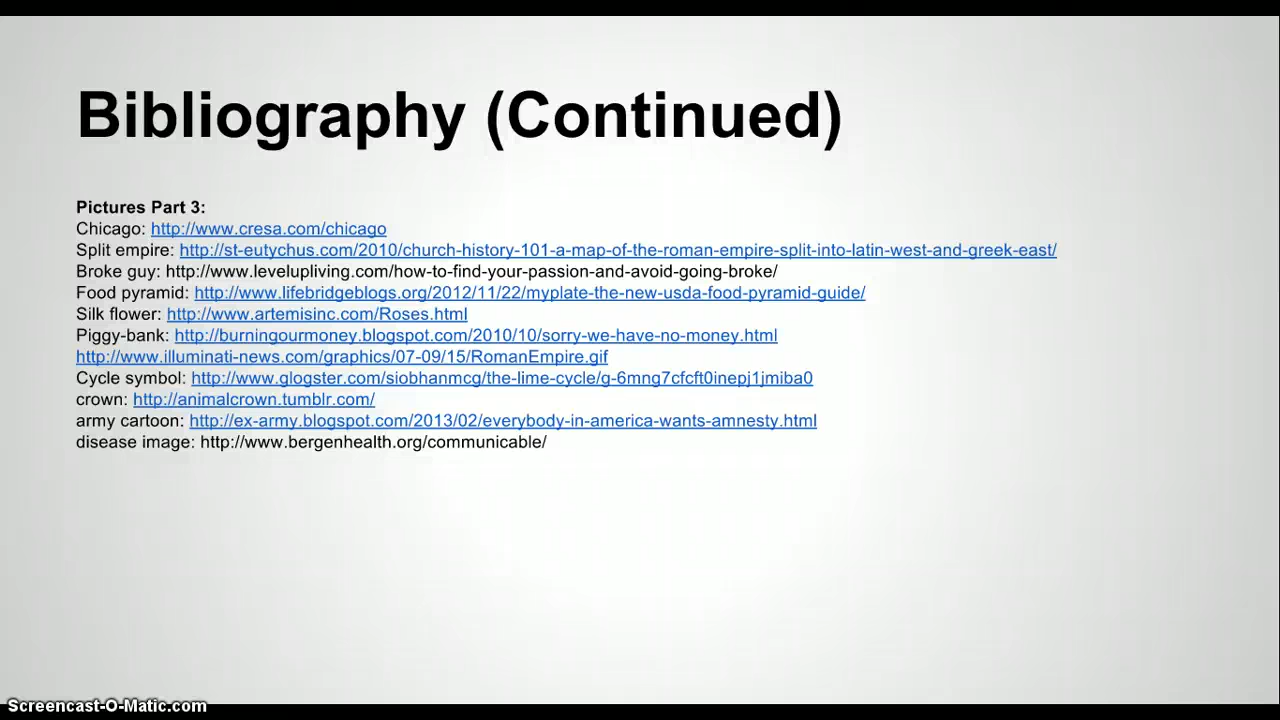 Bibliography (Continued)
Pictures Part 3:
Chicago: http://www.cresa.com/chicago
Split empire: http://st-eutychus.com/2010/church-history-101-a-map-of-the-roman-empire-split-into-latin-west-and-greek-east/
Broke guy: http://www.levelupliving.com/how-to-find-your-passion-and-avoid-going-broke/
Food pyramid: http://www.lifebridgeblogs.org/2012/11/22/myplate-the-new-usda-food-pyramid-guide/
Silk flower: http://www.artemisinc.com/Roses.html
Piggy-bank: http://burningourmoney.blogspot.com/2010/10/sorry-we-have-no-money.html
http://www.illuminati-news.com/graphics/07-09/15/RomanEmpire.gif
Cycle symbol: http://www.glogster.com/siobhanmcg/the-lime-cycle/g-6mng7cfcft0inepj1jmiba0
crown: http://animalcrown.tumblr.com/
army cartoon: http://ex-army.blogspot.com/2013/02/everybody-in-america-wants-amnesty.html
disease image: http://www.bergenhealth.org/communicable/
Screencast-O-Matic.com